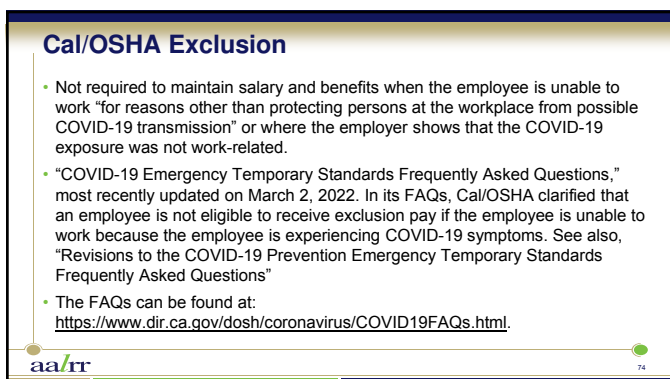 Cal/OSHA Exclusion
• Not required to maintain salary and benefits when the employee is unable to
work “for reasons other than protecting persons at the workplace from possible
COVID-19 transmission” or where the employer shows that the COVID-19
exposure was not work-related.
• “COVID-19 Emergency Temporary Standards Frequently Asked Questions,”
most recently updated on March 2, 2022. In its FAQs, Cal/OSHA clarified that
an employee is not eligible to receive exclusion pay if the employee is unable to
work because the employee is experiencing COVID-19 symptoms. See also,
“Revisions to the COVID-19 Prevention Emergency Temporary Standards
Frequently Asked Questions”
• The FAQs can be found at:
https://www.dir.ca.gov/dosh/coronavirus/COVID19FAQs.html.
aalrr
74